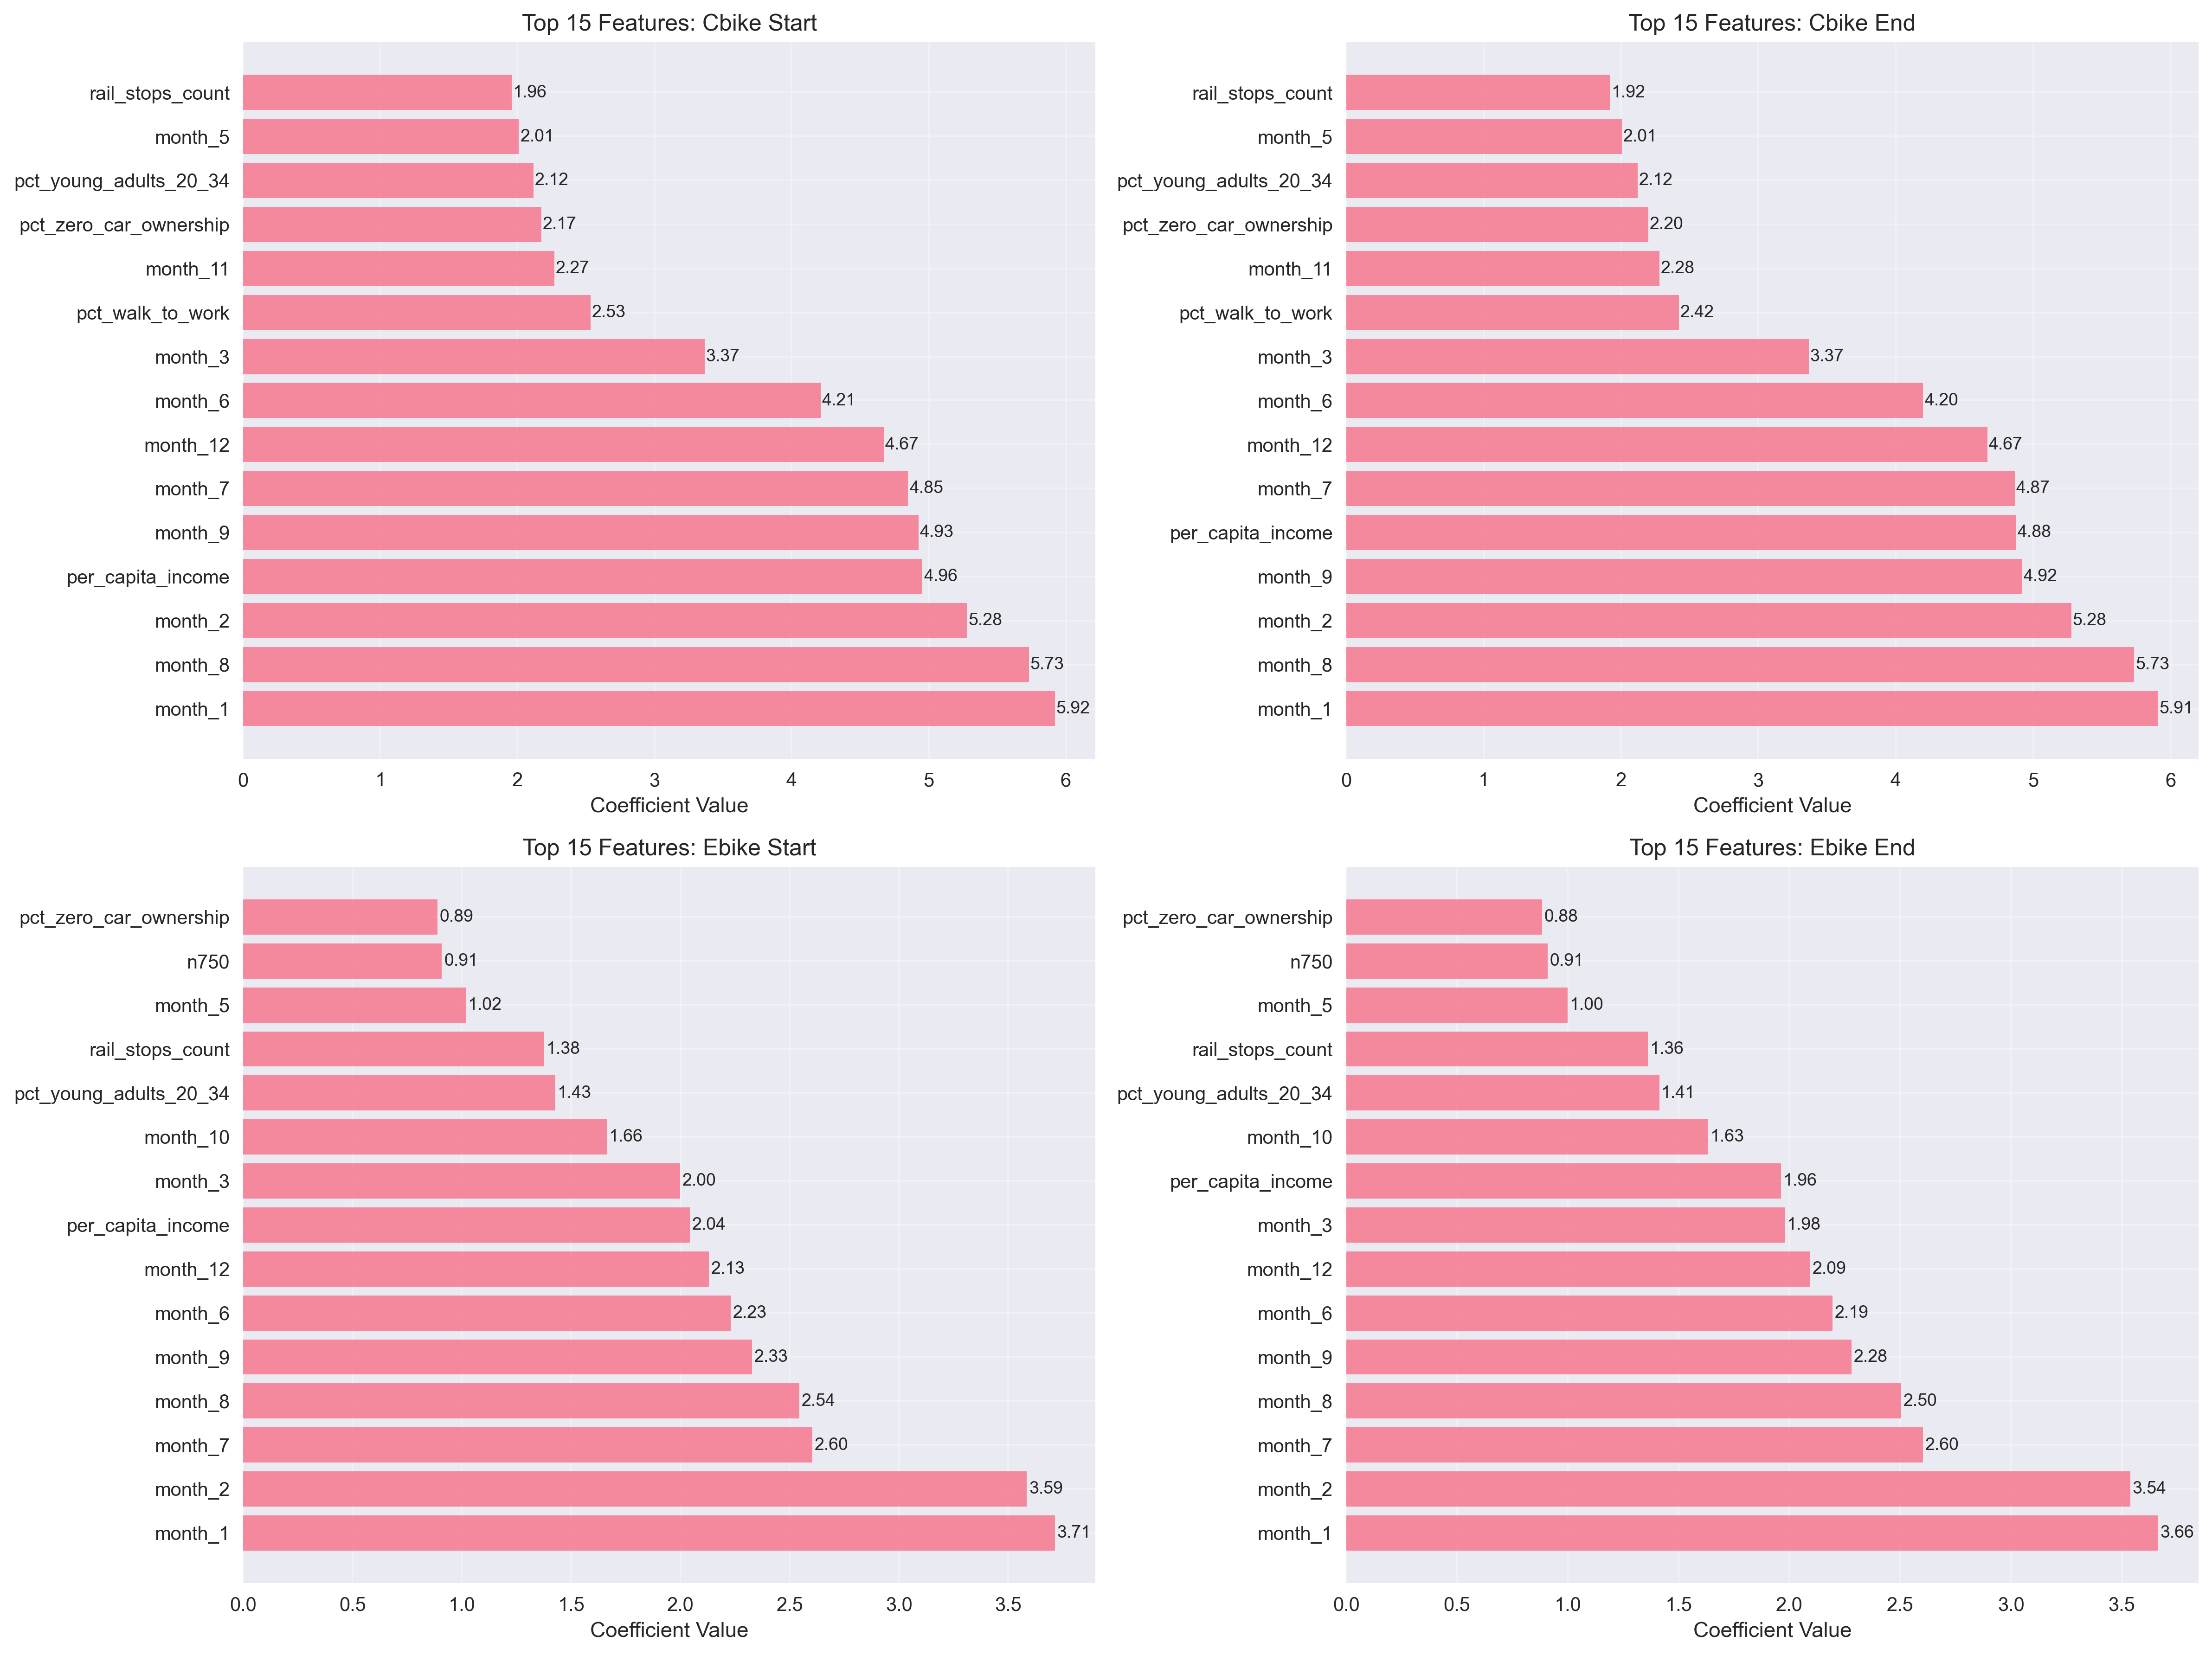 Top 15 Features: Cbike Start
rail_stops_count 1.96
month_5 2.01
pct_young_adults_20_34 2.12
pct_zero_car_ownership 2.17
month_11 2.27
pct_walk_to_work 2.53
month_3 3.37
month_6 4.21
month_12 4.67
month_7 4.85
month_9 4.93
per_capita_income 4.96
month_2 5.28
month_8 5.73
month_1 5.92
0 1 2 3 4 5 6
Coefficient Value
Top 15 Features: Cbike End
rail_stops_count 1.92
month_5 2.01
pct_young_adults_20_34 2.12
pct_zero_car_ownership 2.20
month_11 2.28
pct_walk_to_work 2.42
month_3 3.37
month_6 4.20
month_12 4.67
month_7 4.87
per_capita_income 4.88
month_9 4.92
month_2 5.28
month_8 5.73
month_1 5.91
0 1 2 3 4 5 6
Coefficient Value
Top 15 Features: Ebike Start
pct_zero_car_ownership 0.89
n750 0.91
month_5 1.02
rail_stops_count 1.38
pct_young_adults_20_34 1.43
month_10 1.66
month_3 2.00
per_capita_income 2.04
month_12 2.13
month_6 2.23
month_9 2.33
month_8 2.54
month_7 2.60
month_2 3.59
month_1 3.71
0.0 0.5 1.0 1.5 2.0 2.5 3.0 3.5
Coefficient Value
Top 15 Features: Ebike End
pct_zero_car_ownership 0.88
n750 0.91
month_5 1.00
rail_stops_count 1.36
pct_young_adults_20_34 1.41
month_10 1.63
per_capita_income 1.96
month_3 1.98
month_12 2.09
month_6 2.19
month_9 2.28
month_8 2.50
month_7 2.60
month_2 3.54
month_1 3.66
0.0 0.5 1.0 1.5 2.0 2.5 3.0 3.5
Coefficient Value